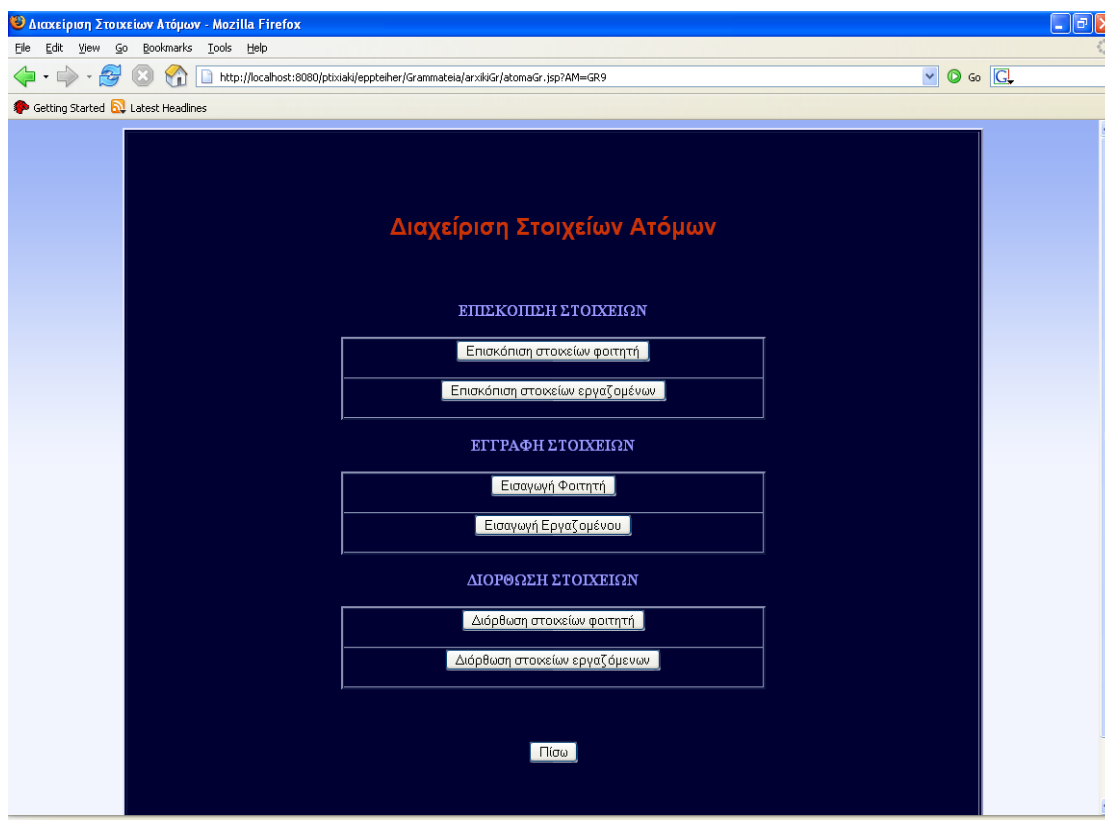 Διαχείριση Στοιχείων Ατόμων - Mozilla Firefox
File Edit View Go Bookmarks Tools Help
http://localhost:8080/ptixiaki/eppteiher/Grammateia/arxikiGr/atomaGr.jsp?AM=GR9 Go G
Getting Started Latest Headlines
Διαχείριση Στοιχείων Ατόμων
ΕΠΙΣΚΟΠΙΣΗ ΣΤΟΙΧΕΙΩΝ
Επισκόπιση στοιχείων φοιτητή
Επισκόπιση στοιχείων εργαζομένων
ΕΓΓΡΑΦΗ ΣΤΟΙΧΕΙΩΝ
Εισαγωγή Φοιτητή
Εισαγωγή Εργαζομένου
ΔΙΟΡΘΩΣΗ ΣΤΟΙΧΕΙΩΝ
Διόρθωση στοιχείων φοιτητή
Διόρθωση στοιχείων εργαζόμενων
Πίσω